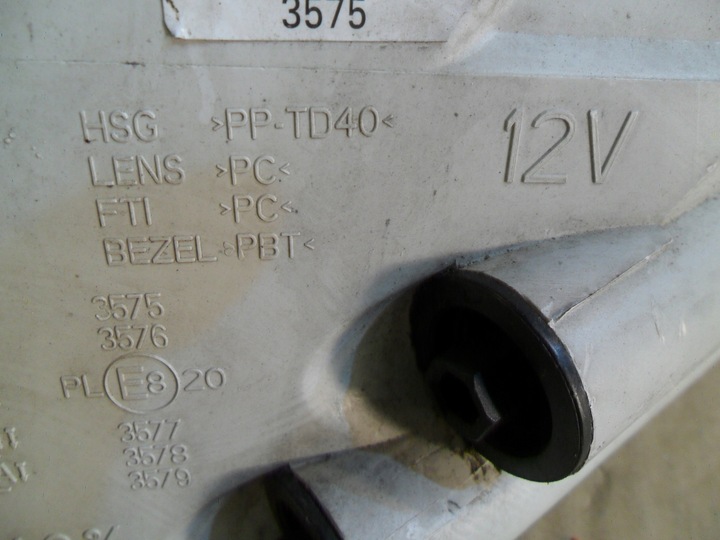 3575
HSG >PP-TD40<
12V
LENS >PC<
FTI >PC<
BEZEL >PBT<
3575
3576
PL E8 20
3577
3578
3579